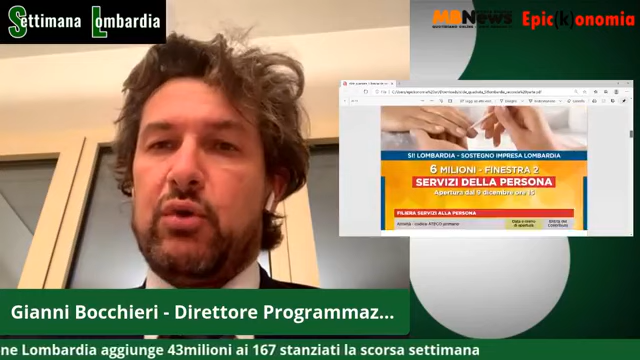 Settimana Lombardia
MBNews Epic(k)onomia
SI! LOMBARDIA - SOSTEGNO IMPRESA LOMBARDIA
6 MILIONI - FINESTRA 2
SERVIZI DELLA PERSONA
Apertura dal 9 dicembre ore 15
FILIERA SERVIZI ALLA PERSONA
Gianni Bocchieri - Direttore Programmaz...
ne Lombardia aggiunge 43milioni ai 167 stanziati la scorsa settimana